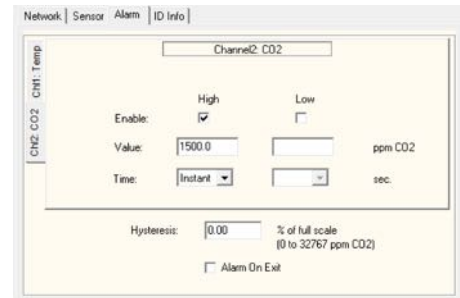 Network Sensor Alarm ID Info
Ch1: Temp
Ch2: CO2
Channel2: CO2
High Low
Enable:
Value: 1500.0 ppm CO2
Time: Instant sec.
Hysteresis: 0.00 % of full scale
(0 to 32767 ppm CO2)
Alarm On Exit